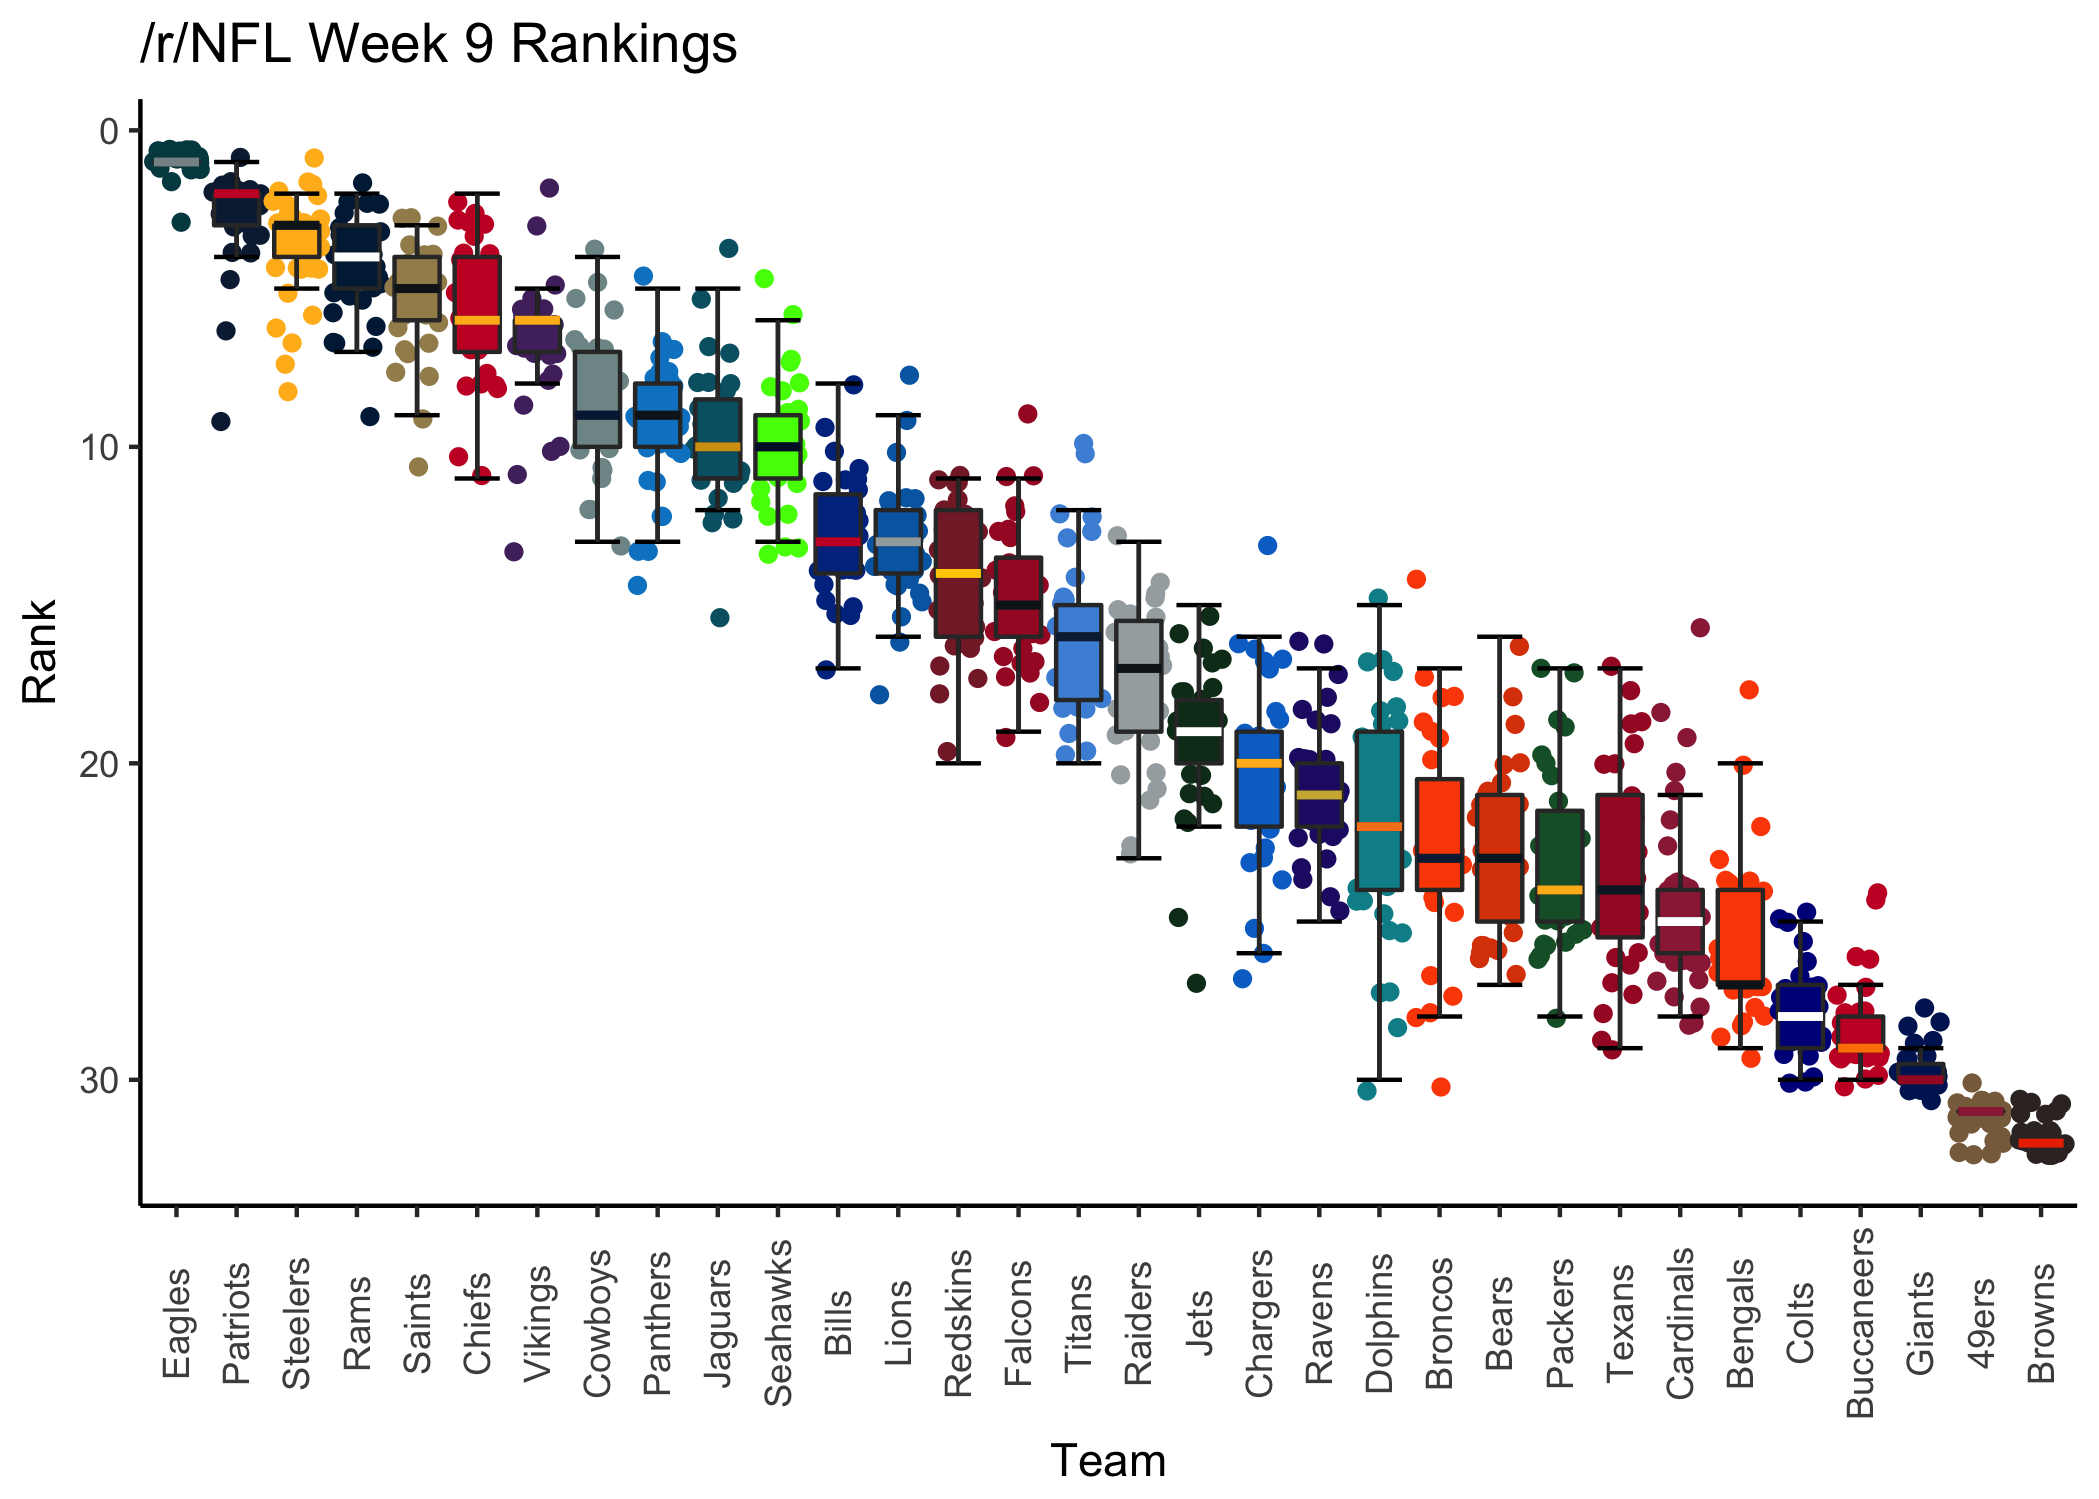 /r/NFL Week 9 Rankings
0
10
20
30
Rank
Eagles
Patriots
Steelers
Rams
Saints
Chiefs
Vikings
Cowboys
Panthers
Jaguars
Seahawks
Bills
Lions
Redskins
Falcons
Titans
Raiders
Jets
Chargers
Ravens
Dolphins
Broncos
Bears
Packers
Texans
Cardinals
Bengals
Colts
Buccaneers
Giants
49ers
Browns
Team